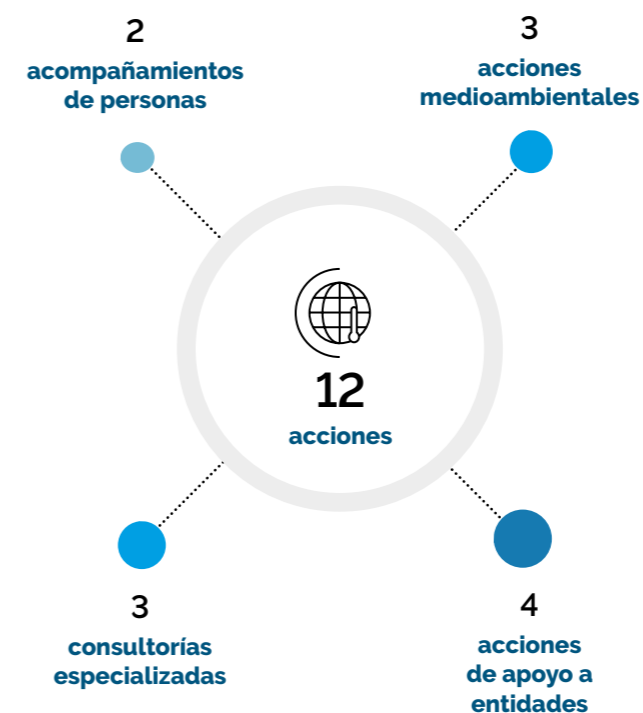 2
acompañamientos
de personas
3
acciones
medioambientales
12
acciones
3
consultorías
especializadas
4
acciones
de apoyo a
entidades